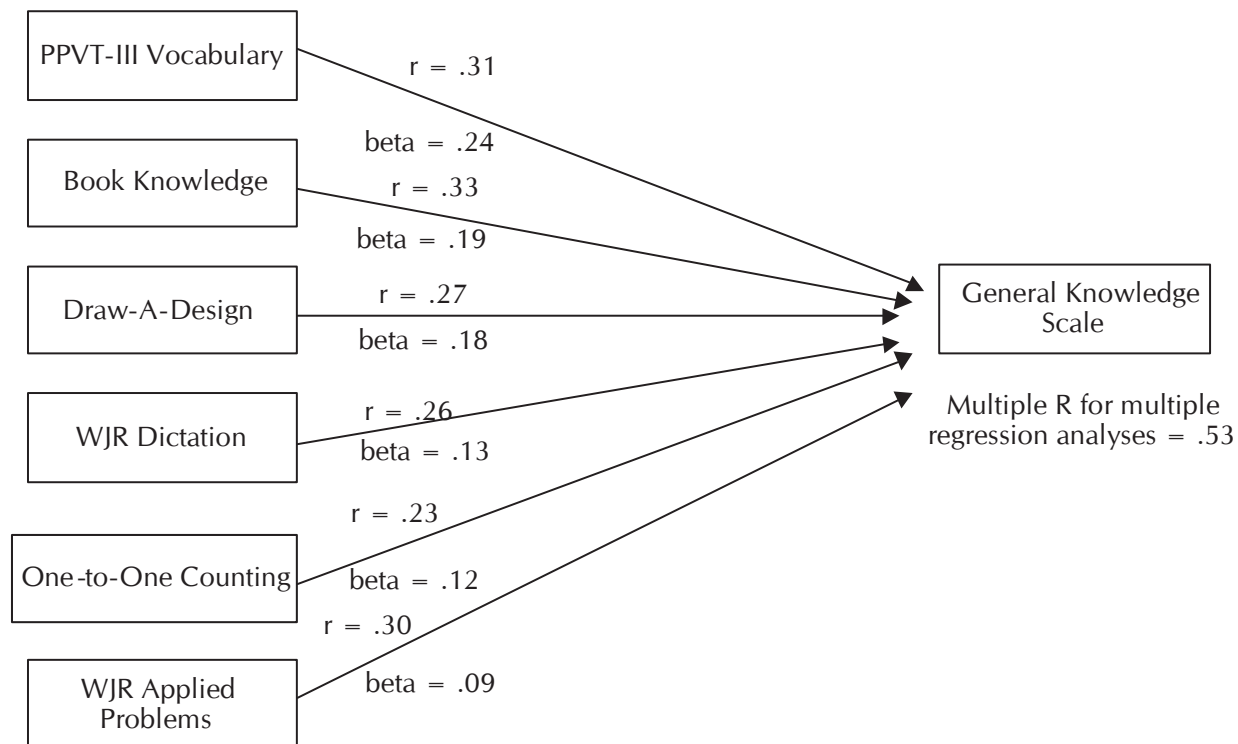 PPVT-III Vocabulary
r = .31
beta = .24
Book Knowledge
r = .33
beta = .19
Draw-A-Design
r = .27
beta = .18
WJR Dictation
r = .26
beta = .13
One-to-One Counting
r = .23
beta = .12
WJR Applied
Problems
r = .30
beta = .09
General Knowledge
Scale
Multiple R for multiple
regression analyses = .53